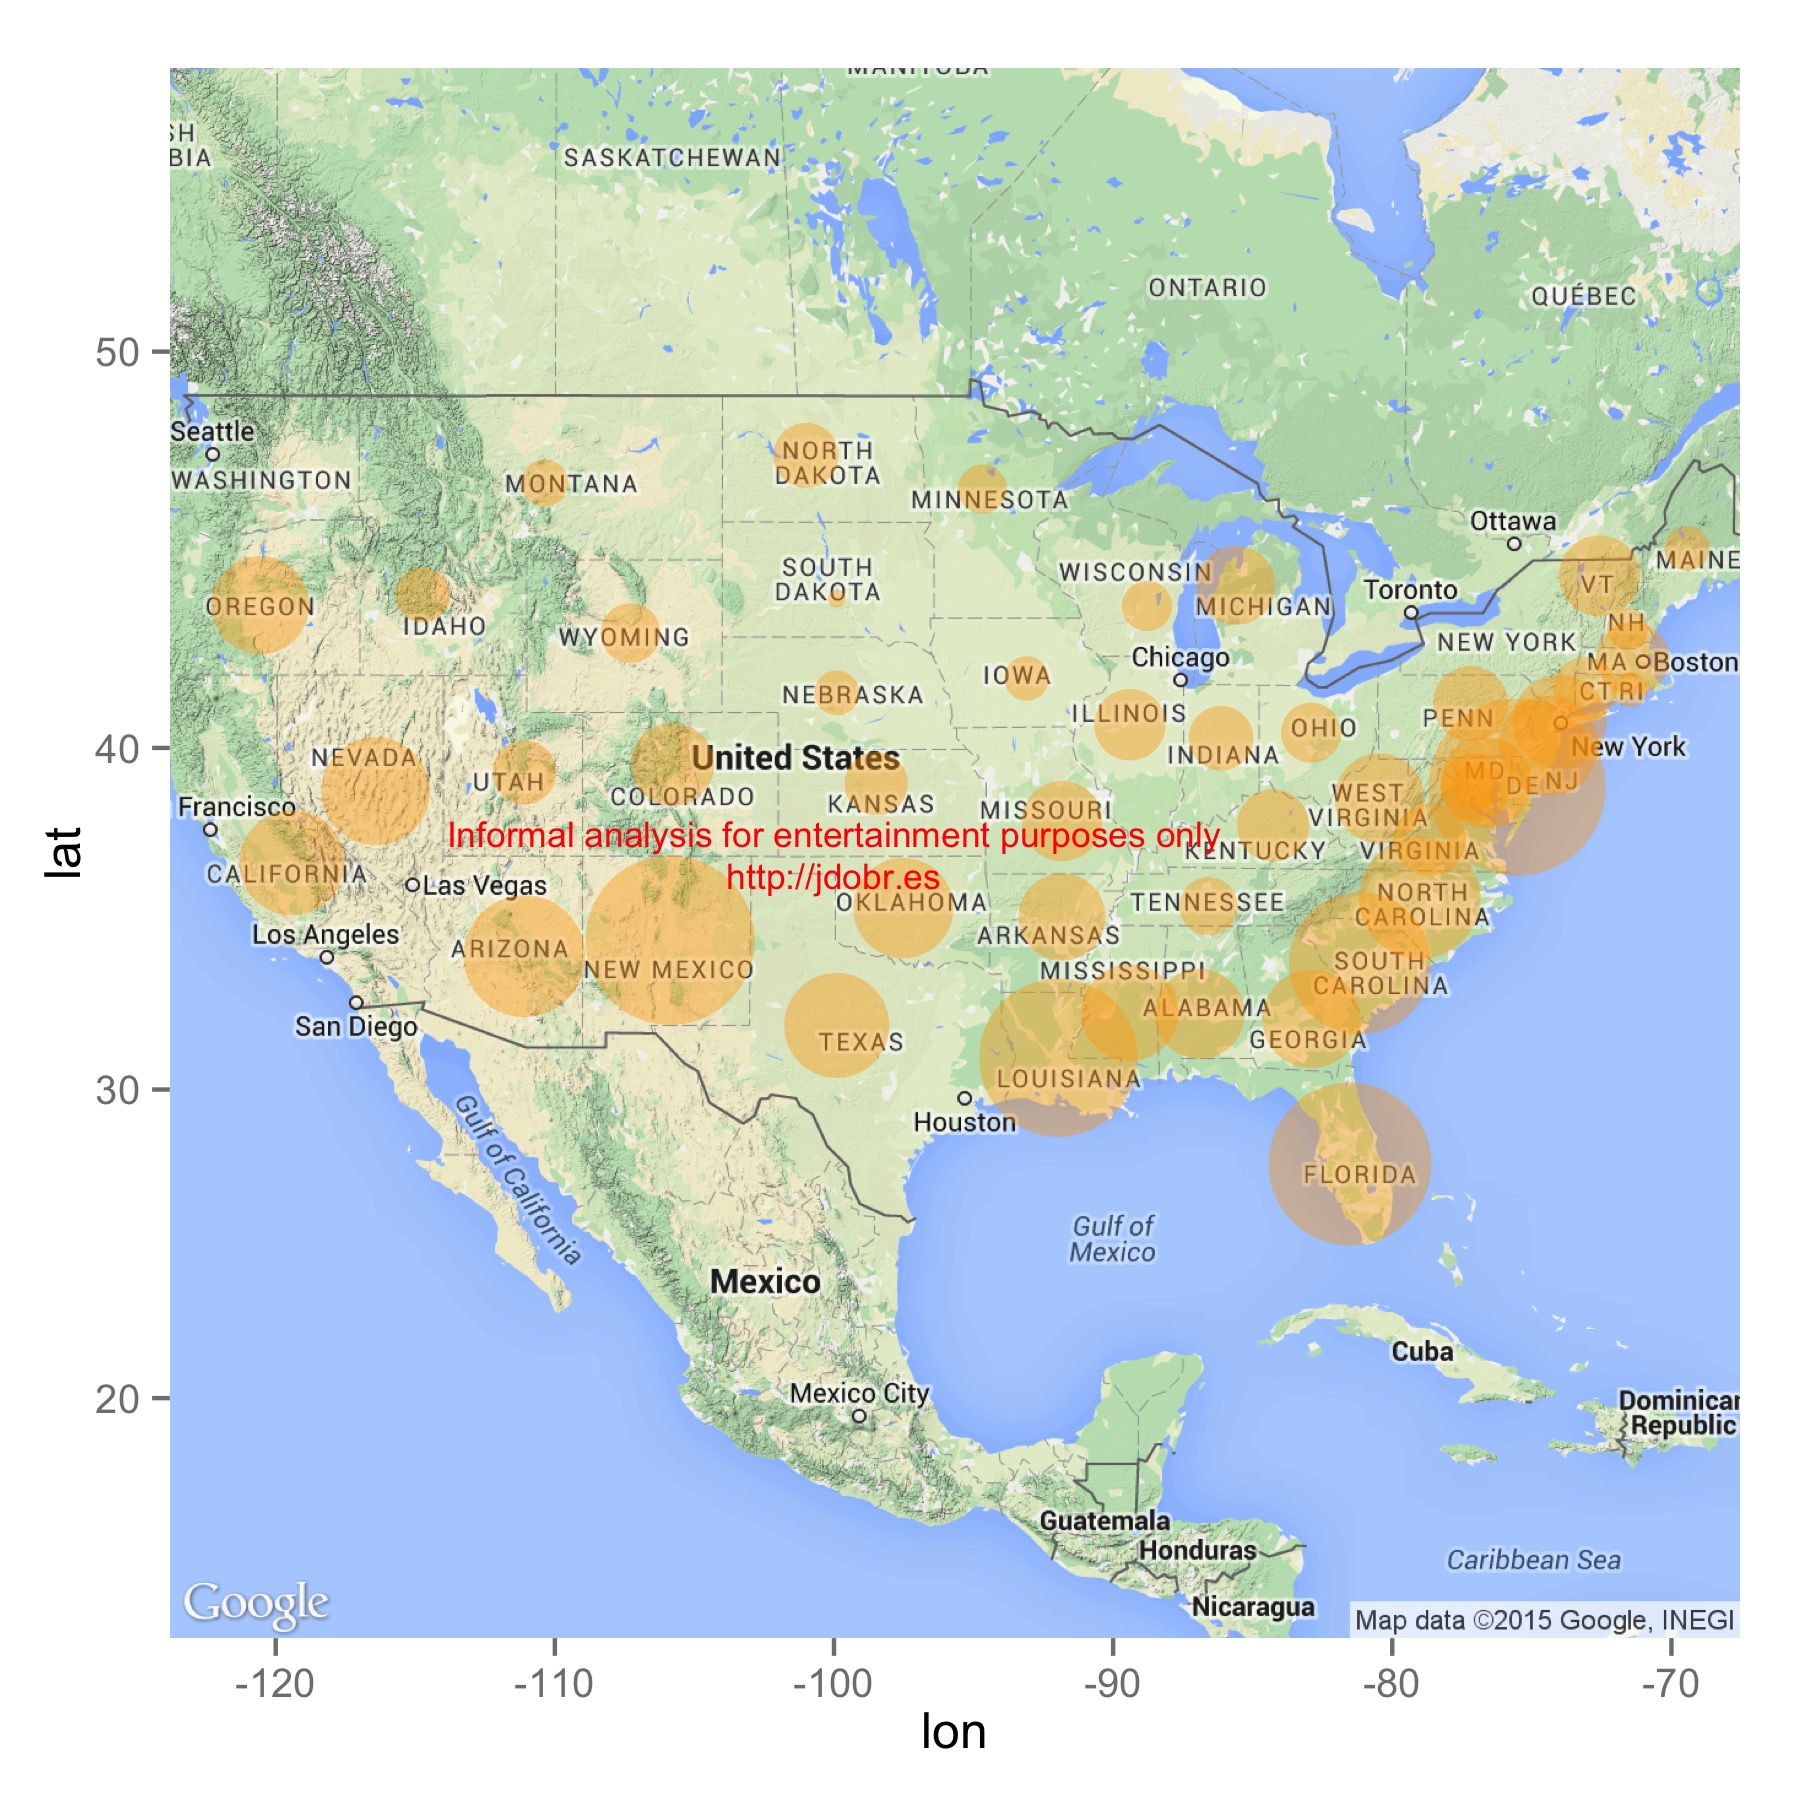 MANITOBA
SH
BIA
SASKATCHEWAN
ONTARIO
QUÉBEC
50
Seattle
WASHINGTON
MONTANA
NORTH
DAKOTA
MINNESOTA
Ottawa
MAINE
SOUTH
DAKOTA
WISCONSIN
Toronto
VT
OREGON
IDAHO
MICHIGAN
NH
WYOMING
NEW YORK
Chicago
MA
Boston
IOWA
CT RI
NEBRASKA
ILLINOIS
PENN
OHIO
40
NEVADA
United States
INDIANA
New York
UTAH
COLORADO
MD
DE
NJ
Francisco
KANSAS
MISSOURI
WEST
VIRGINIA
Informal analysis for entertainment purposes only
KENTUCKY
VIRGINIA
http://jdobr.es
lat
CALIFORNIA
Las Vegas
OKLAHOMA
TENNESSEE
NORTH
CAROLINA
Los Angeles
ARIZONA
ARKANSAS
NEW MEXICO
MISSISSIPPI
SOUTH
CAROLINA
San Diego
TEXAS
ALABAMA
GEORGIA
30
LOUISIANA
Houston
Gulf of California
FLORIDA
Gulf of
Mexico
Mexico
Cuba
20
Mexico City
Dominican
Republic
Guatemala
Honduras
Caribbean Sea
Nicaragua
Google
Map data ©2015 Google, INEGI
-120
-110
-100
-90
-80
-70
lon